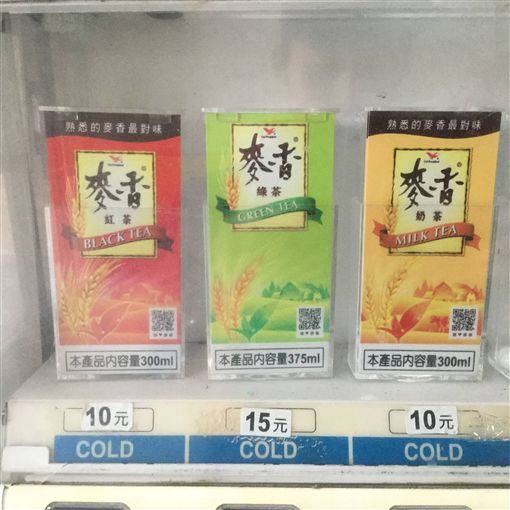 熟悉的麥香最對味
麥香
紅茶
BLACK TEA
本產品内容量300ml
麥香
綠茶
GREEN TEA
本產品内容量375ml
熟悉的麥香最對味
麥香
奶茶
MILK TEA
本產品内容量300ml
10元
15元
10元
COLD
COLD
COLD